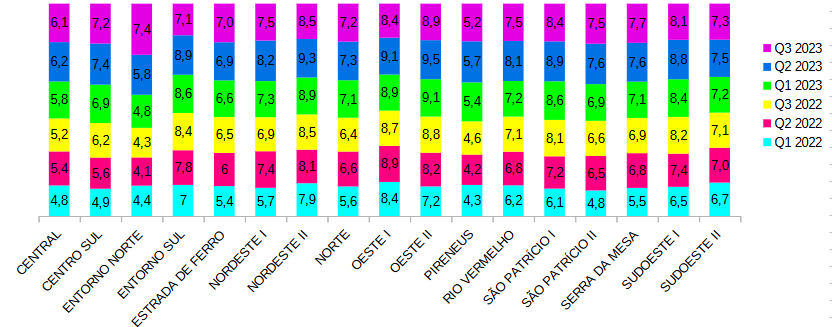 6,1 7,2 7,4 7,1 7,0 7,5 8,5 7,2 8,4 8,9 5,2 7,5 8,4 7,5 7,7 8,1 7,3
6,2 7,4 5,8 8,9 6,9 8,2 9,3 7,3 9,1 9,5 5,7 8,1 8,9 7,6 7,6 8,8 7,5
5,8 6,9 4,8 8,6 6,6 7,3 8,9 7,1 8,9 9,1 5,4 7,2 8,6 6,9 7,1 8,4 7,2
5,2 6,2 4,3 8,4 6,5 6,9 8,5 6,4 8,7 8,8 4,6 7,1 8,1 6,6 6,9 8,2 7,1
5,4 5,6 4,1 7,8 6 7,4 8,1 6,6 8,9 8,2 4,2 6,8 7,2 6,5 6,8 7,4 7,0
4,8 4,9 4,4 7 5,4 5,7 7,9 5,6 8,4 7,2 4,3 6,2 6,1 4,8 5,5 6,5 6,7
Q3 2023
Q2 2023
Q1 2023
Q3 2022
Q2 2022
Q1 2022
CENTRAL
CENTRO SUL
ENTORNO NORTE
ENTORNO SUL
ESTRADA DE FERRO
NORDESTE I
NORDESTE II
NORTE
OESTE I
OESTE II
PIRENEUS
RIO VERMELHO
SÃO PATRÍCIO I
SÃO PATRÍCIO II
SERRA DA MESA
SUDOESTE I
SUDOESTE II